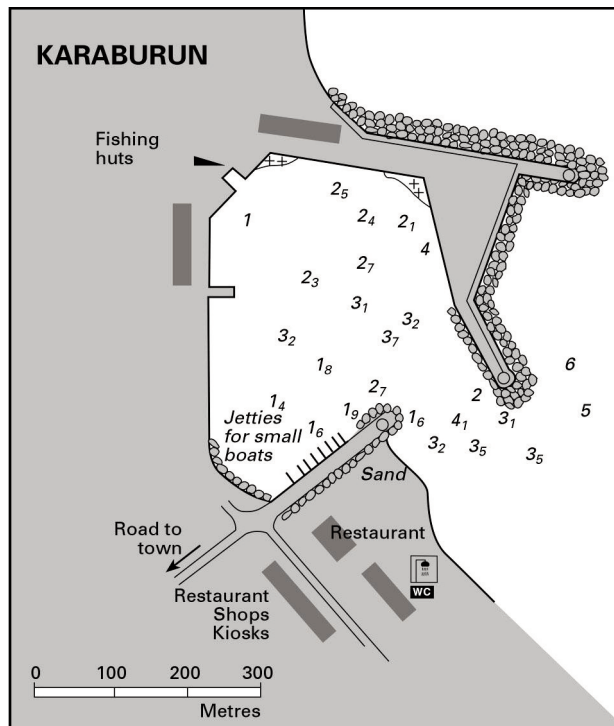 KARABURUN
Fishing
huts
2₅
1
2₄
2₁
4
2₇
2₃
3₁
3₂
3₂
3₇
1₈
6
2₇
2
1₄
1₉
1₆
4₁
3₁
5
Jetties
for small
boats
1₆
3₂
3₅
3₅
Sand
Road to
town
Restaurant
WC
Restaurant
Shops
Kiosks
0 100 200 300
Metres